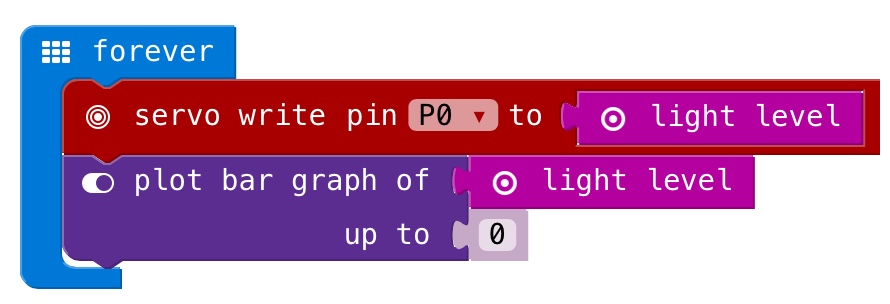 forever
servo write pin P0 ▾ to light level
plot bar graph of light level
up to 0